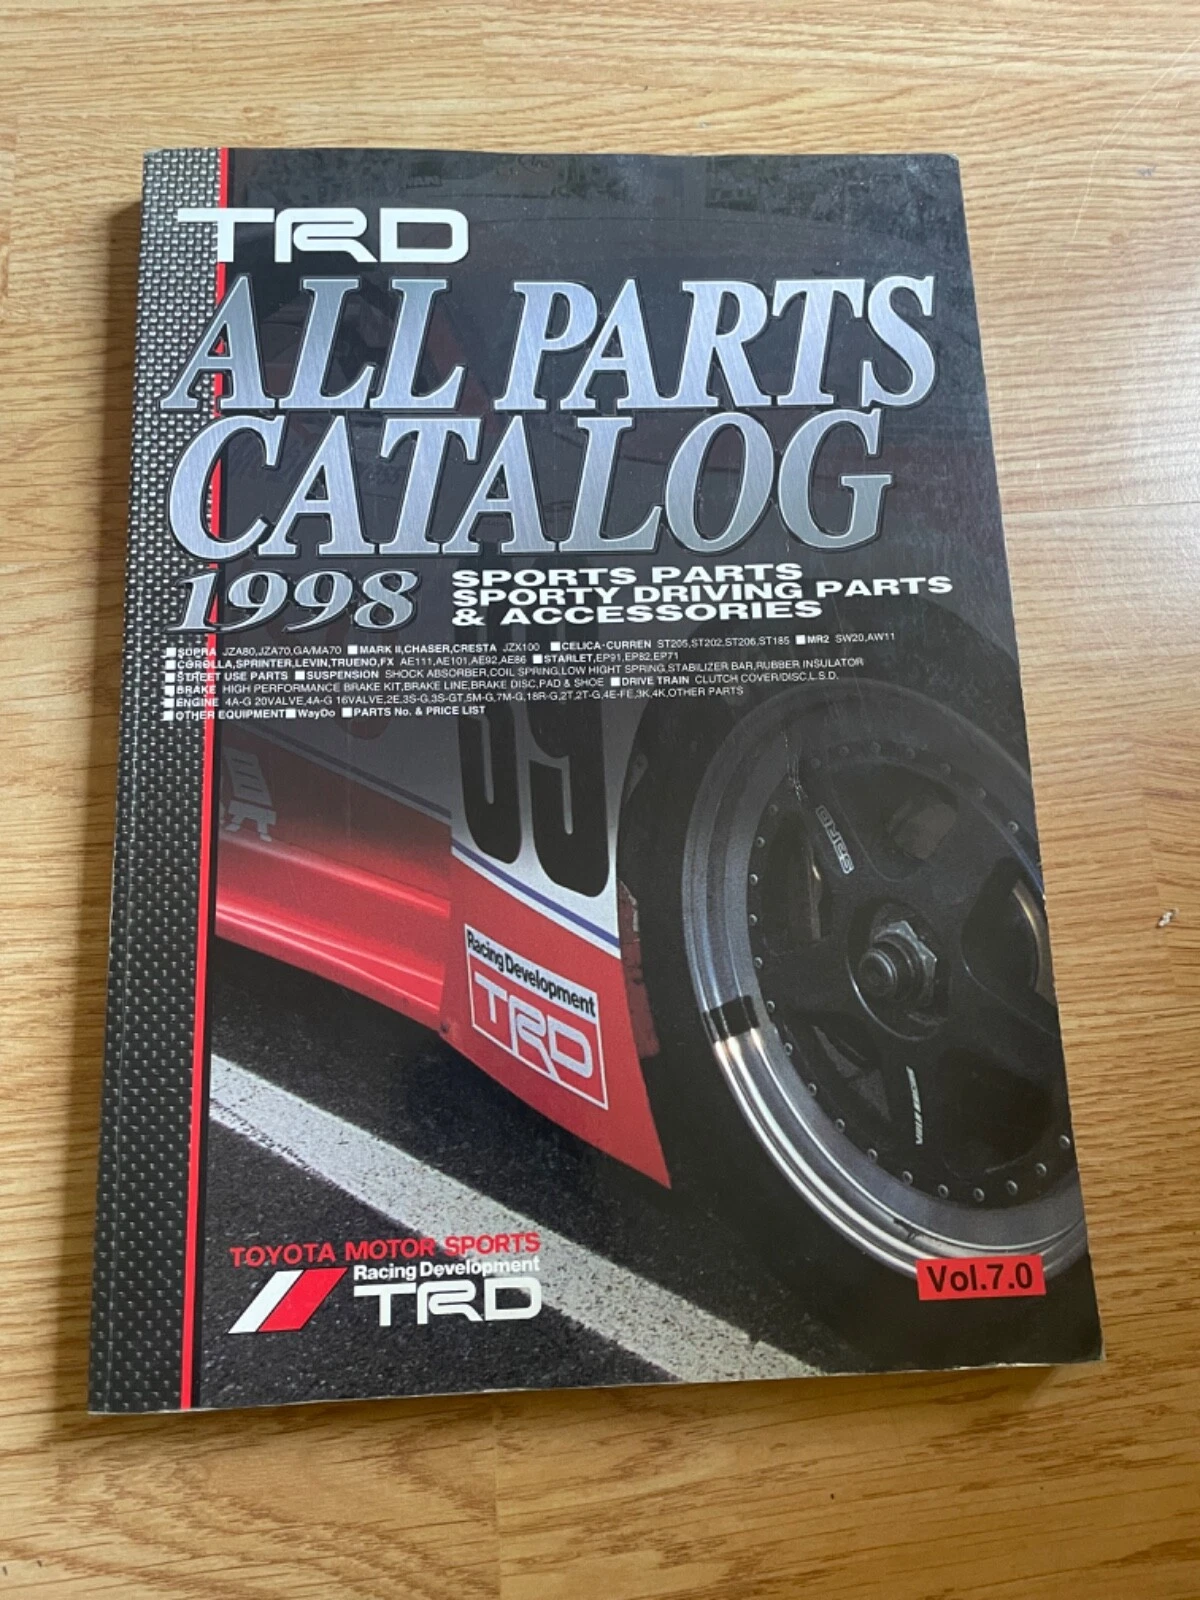 TRD
ALL PARTS
CATALOG
1998
SPORTS PARTS
SPORTY DRIVING PARTS
& ACCESSORIES
■SUPRA JZA80,JZA70,GA/MA70 ■MARK II,CHASER,CRESTA JZX100 ■CELICA·CURREN ST205,ST202,ST206,ST185 ■MR2 SW20,AW11
■COROLLA,SPRINTER,LEVIN,TRUENO,FX AE111,AE101,AE92,AE86 ■STARLET,EP91,EP82,EP71
■STREET USE PARTS ■SUSPENSION SHOCK ABSORBER,COIL SPRING,LOW HIGHT SPRING,STABILIZER BAR,RUBBER INSULATOR
■BRAKE HIGH PERFORMANCE BRAKE KIT,BRAKE LINE,BRAKE DISC,PAD & SHOE ■DRIVE TRAIN CLUTCH COVER/DISC,L.S.D.
■ENGINE 4A-G 20VALVE,4A-G 16VALVE,2E,3S-G,3S-GT,5M-G,7M-G,18R-G,2T,2T-G,4E-FE,3K,4K,OTHER PARTS
■OTHER EQUIPMENT ■WayDo ■PARTS No. & PRICE LIST
39
Racing Development
TRD
TOYOTA MOTOR SPORTS
Racing Development
TRD
Vol.7.0